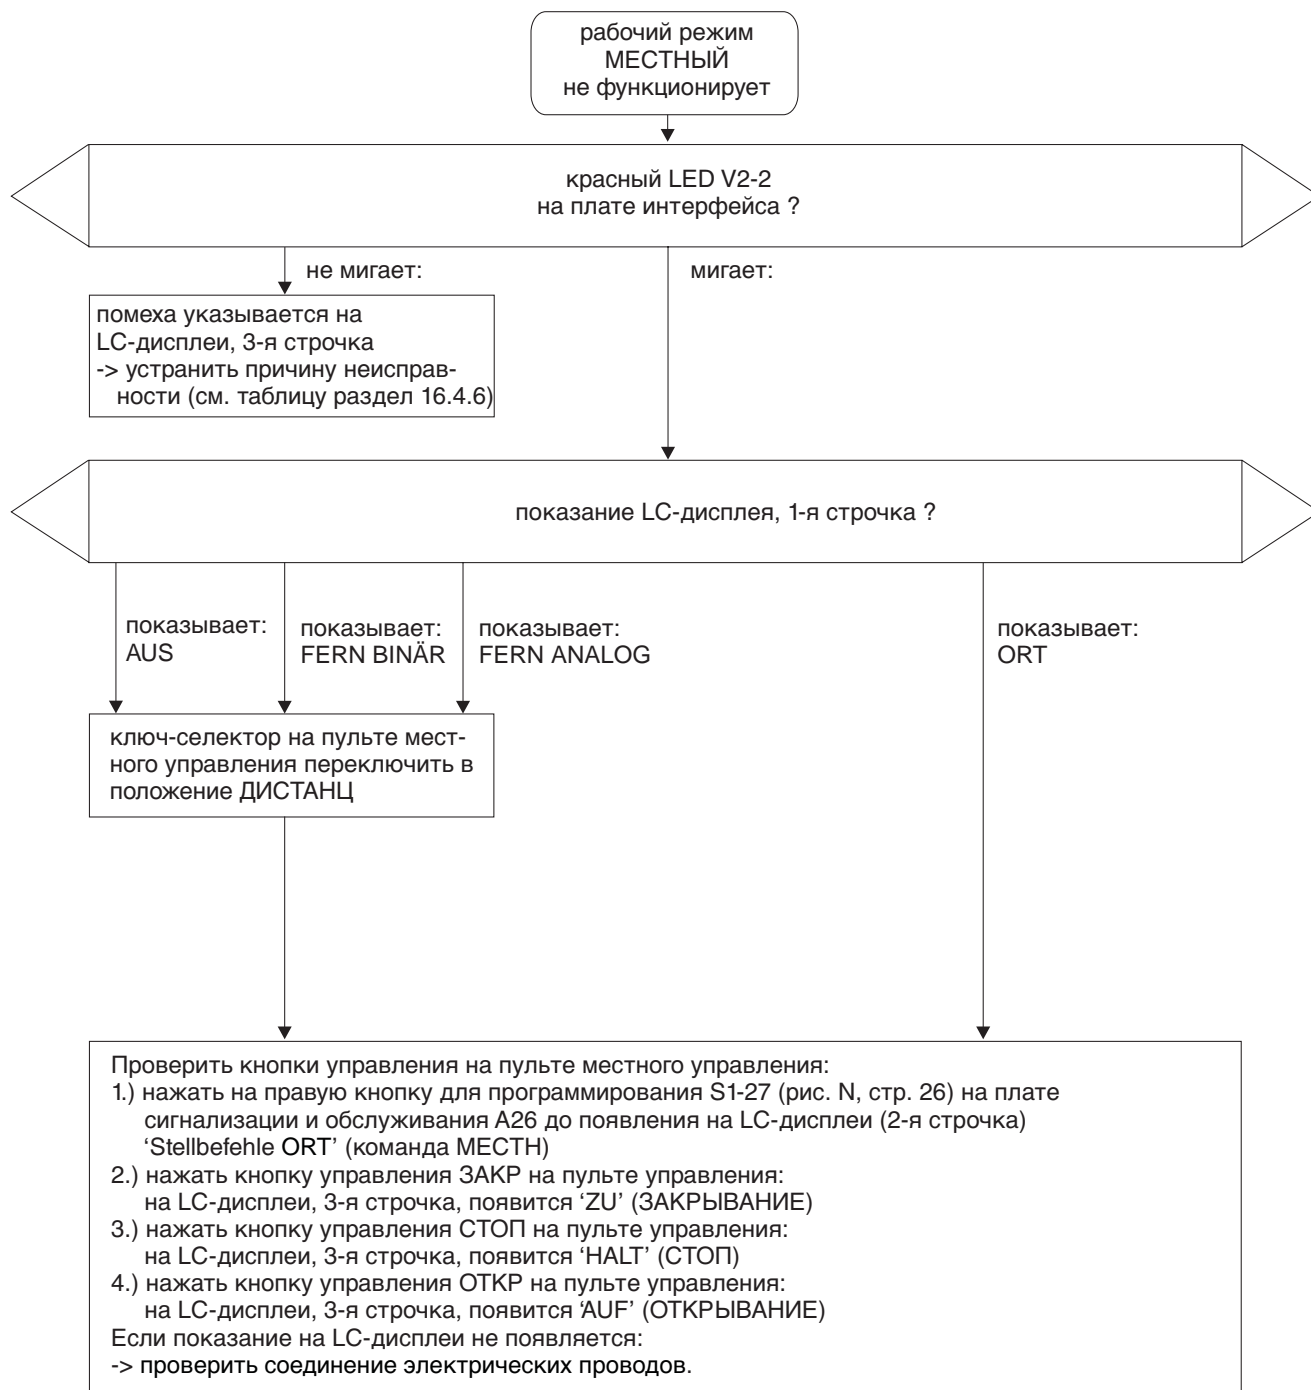 рабочий режим
МЕСТНЫЙ
не функционирует
красный LED V2-2
на плате интерфейса ?
не мигает:
мигает:
помеха указывается на
LC-дисплеи, 3-я строчка
-> устранить причину неисправ-
ности (см. таблицу раздел 16.4.6)
показание LC-дисплея, 1-я строчка ?
показывает:
AUS
показывает:
FERN BINÄR
показывает:
FERN ANALOG
показывает:
ORT
ключ-селектор на пульте мест-
ного управления переключить в
положение ДИСТАНЦ
Проверить кнопки управления на пульте местного управления:
1.) нажать на правую кнопку для программирования S1-27 (рис. N, стр. 26) на плате
сигнализации и обслуживания A26 до появления на LC-дисплеи (2-я строчка)
‘Stellbefehle ORT’ (команда МЕСТН)
2.) нажать кнопку управления ЗАКР на пульте управления:
на LC-дисплеи, 3-я строчка, появится ‘ZU’ (ЗАКРЫВАНИЕ)
3.) нажать кнопку управления СТОП на пульте управления:
на LC-дисплеи, 3-я строчка, появится ‘HALT’ (СТОП)
4.) нажать кнопку управления ОТКР на пульте управления:
на LC-дисплеи, 3-я строчка, появится ‘AUF’ (ОТКРЫВАНИЕ)
Если показание на LC-дисплеи не появляется:
-> проверить соединение электрических проводов.